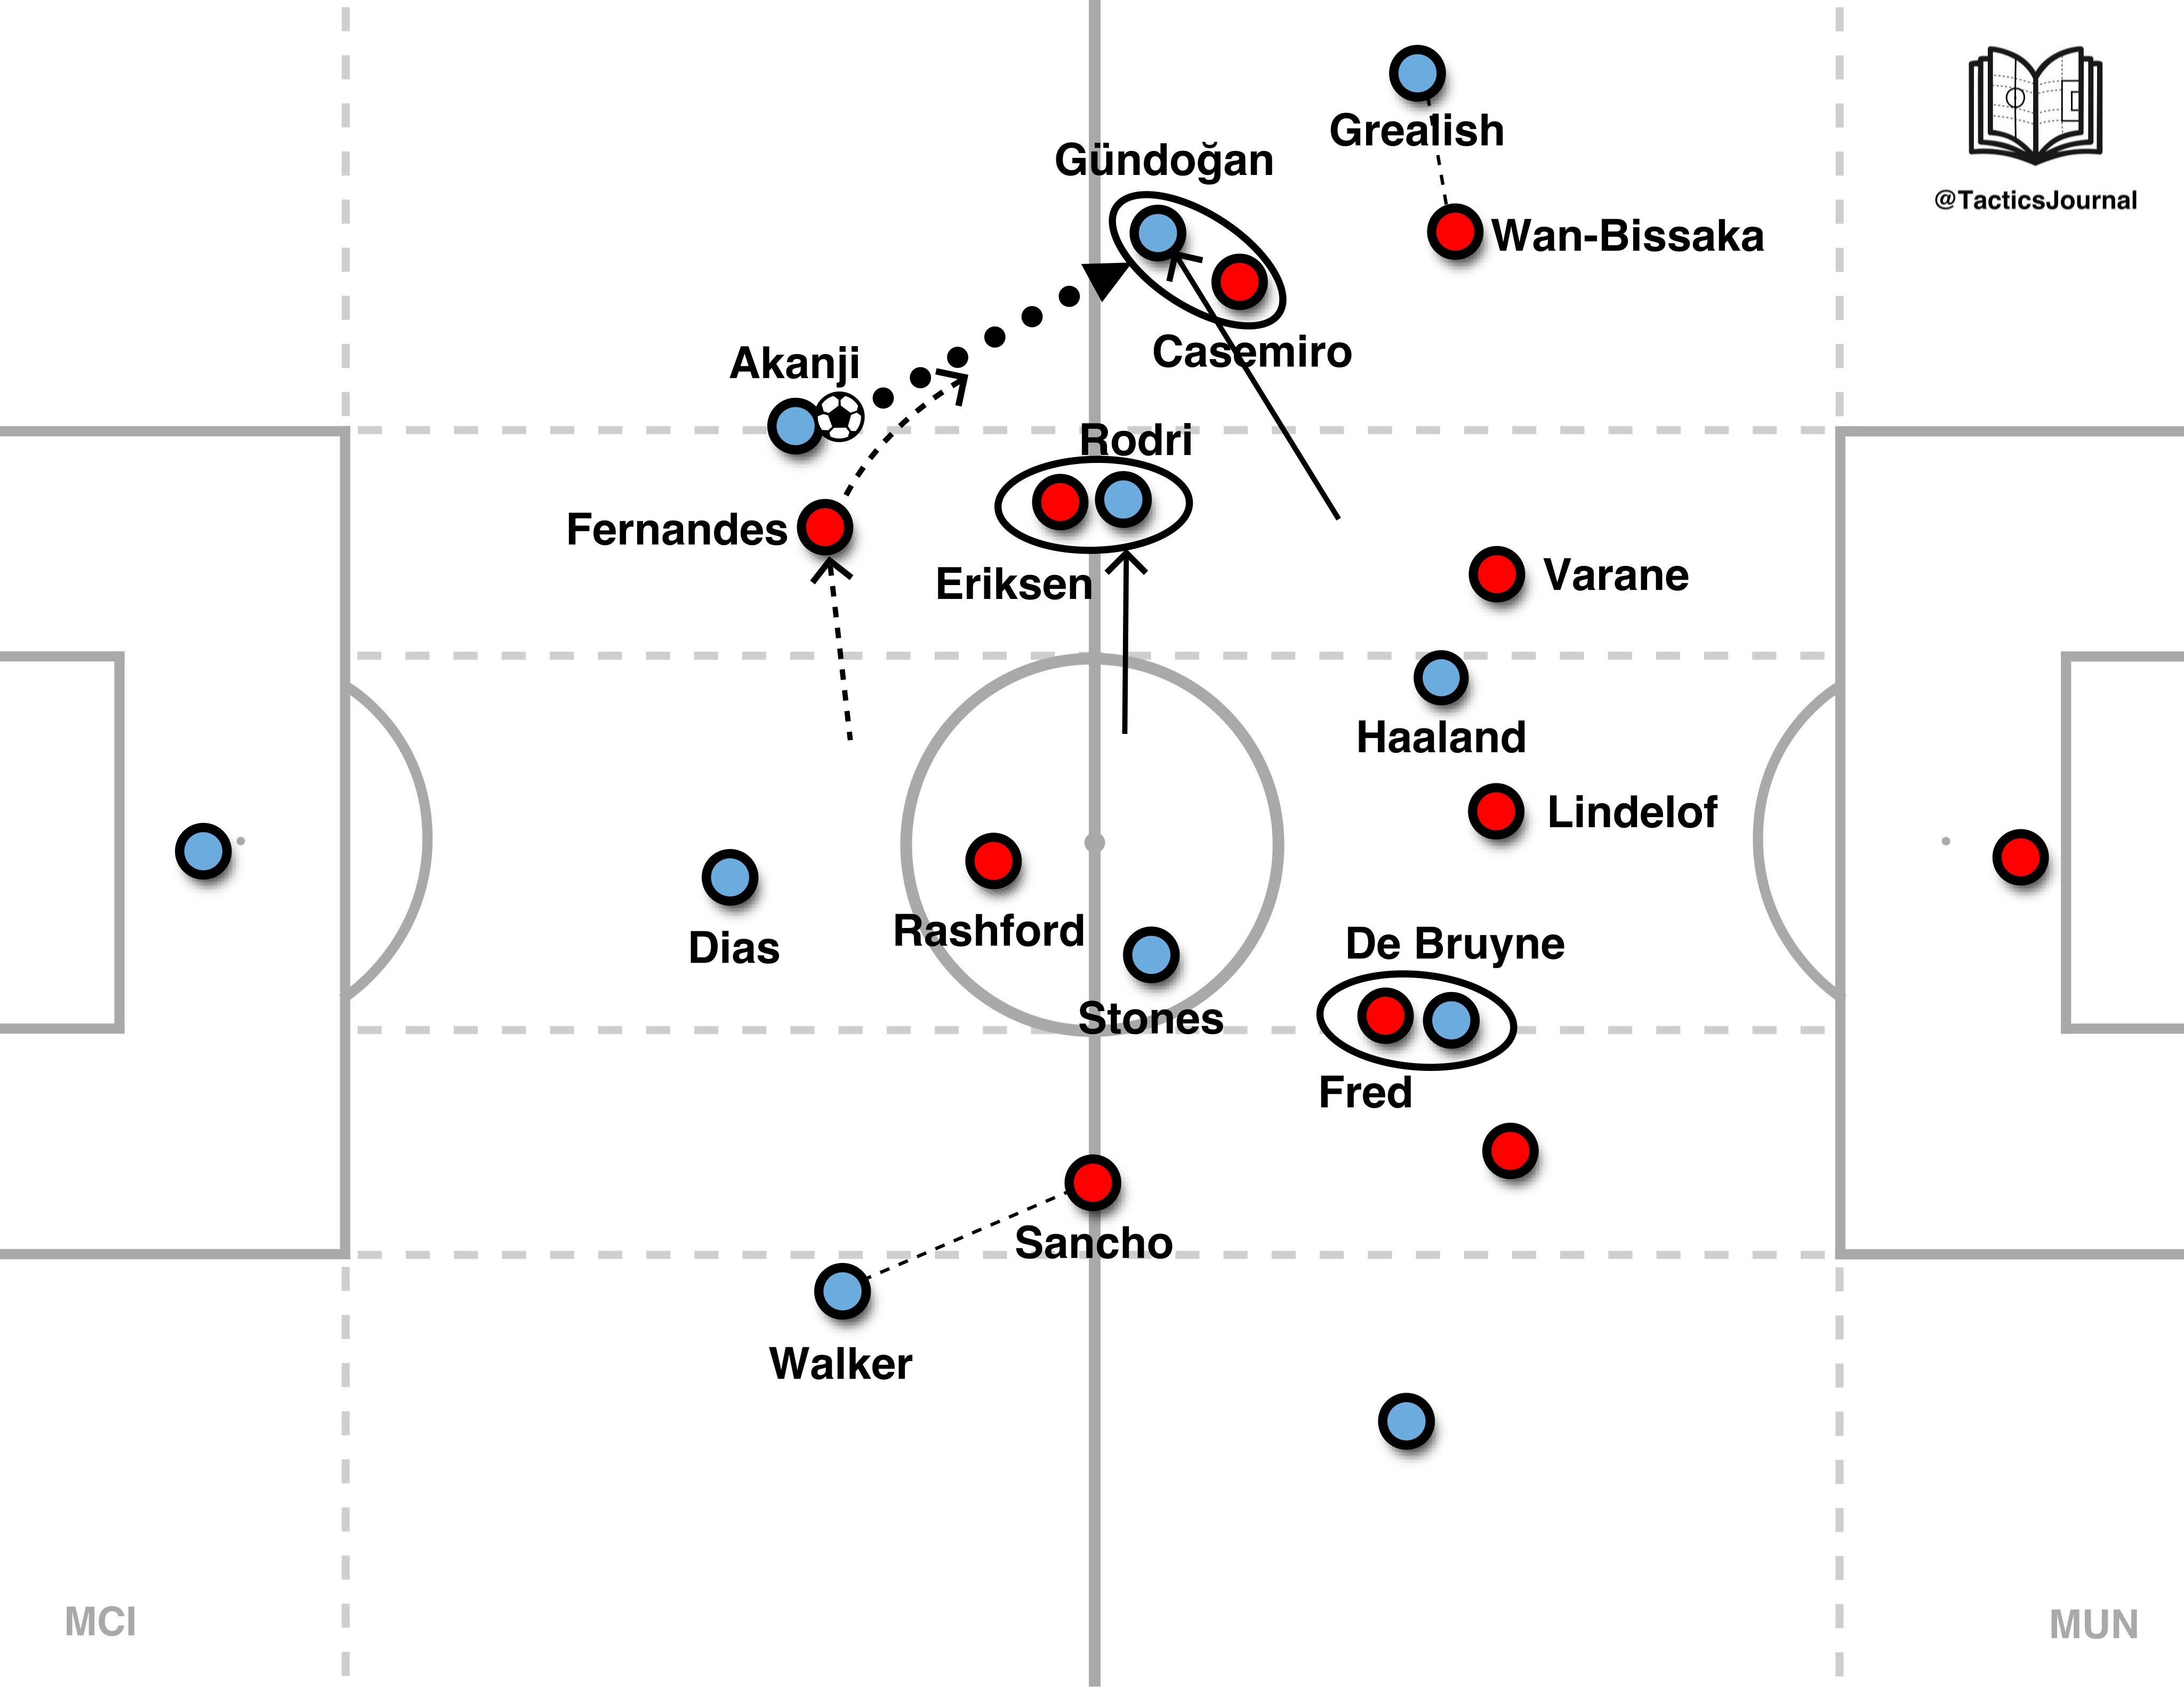 Grealish
Gündoğan
@TacticsJournal
Wan-Bissaka
Casemiro
Akanji
Rodri
Fernandes
Eriksen
Varane
Haaland
Lindelof
Rashford
Dias
De Bruyne
Stones
Fred
Sancho
Walker
MCI
MUN